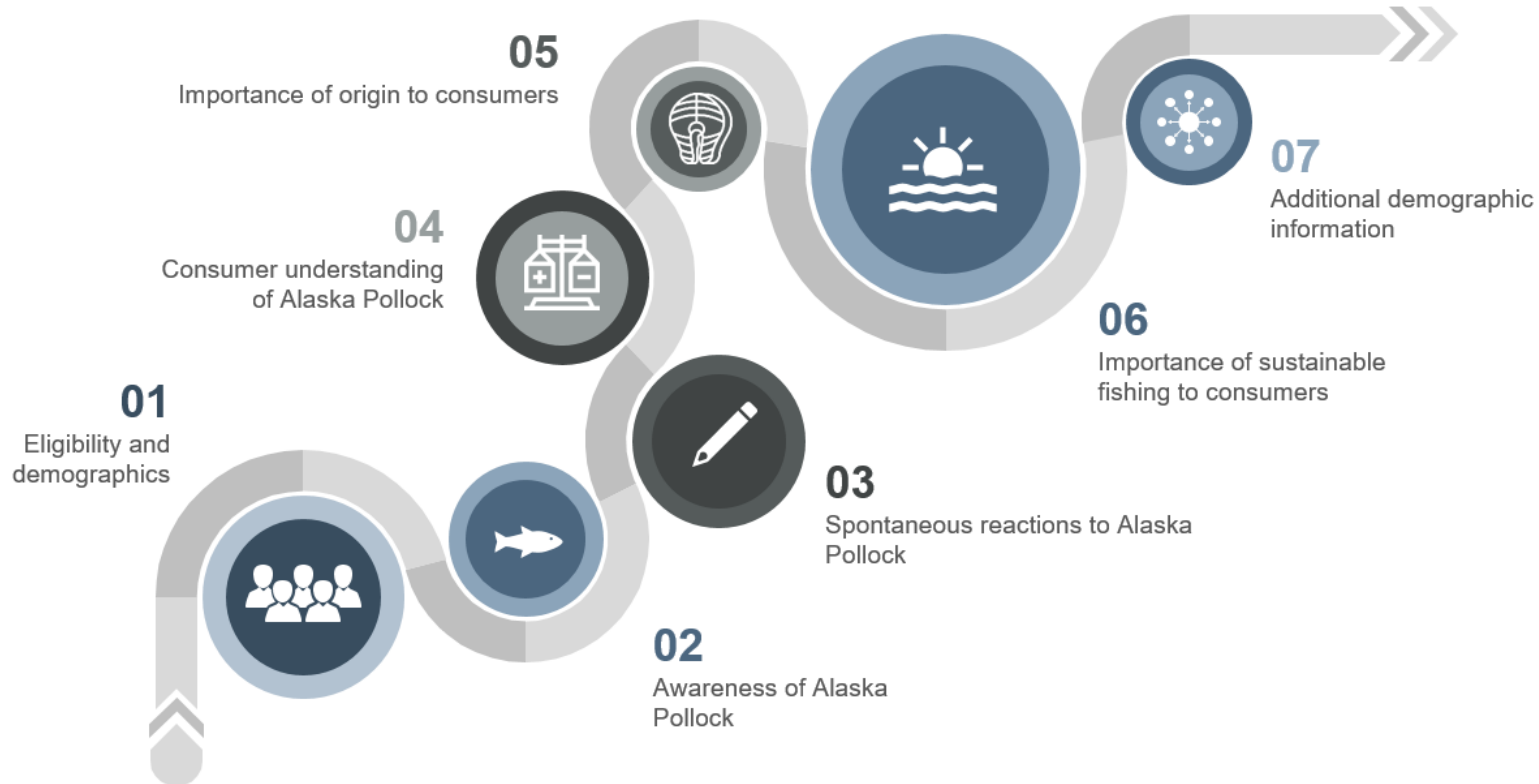 01
Eligibility and
demographics
02
Awareness of Alaska
Pollock
03
Spontaneous reactions to Alaska
Pollock
04
Consumer understanding
of Alaska Pollock
05
Importance of origin to consumers
06
Importance of sustainable
fishing to consumers
07
Additional demographic
information